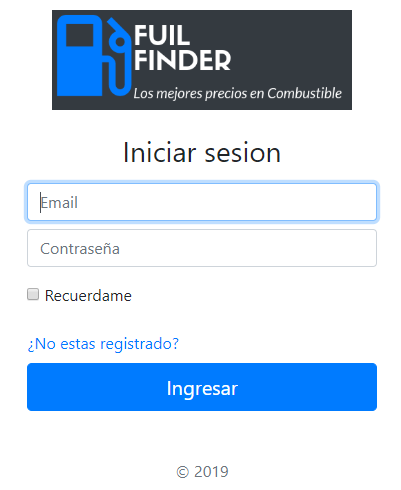 FUIL
FINDER
Los mejores precios en Combustible
Iniciar sesion
Email
Contraseña
Recuerdame
¿No estas registrado?
Ingresar
© 2019